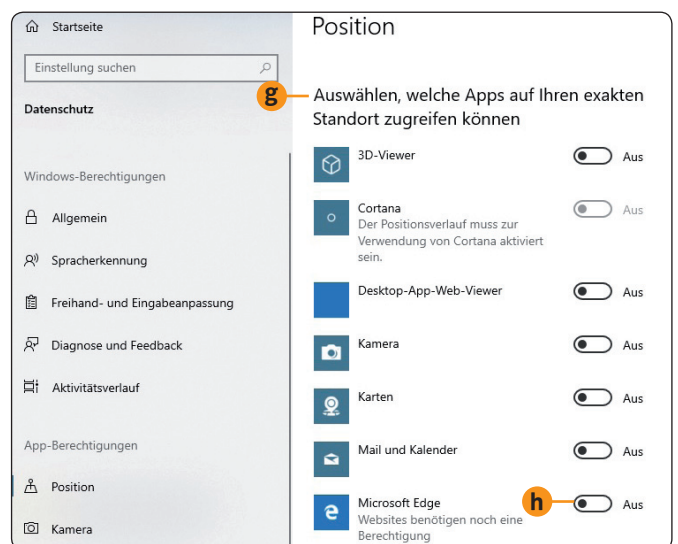 Startseite
Einstellung suchen
Datenschutz
Windows-Berechtigungen
Allgemein
Spracherkennung
Freihand- und Eingabeanpassung
Diagnose und Feedback
Aktivitätsverlauf
App-Berechtigungen
Position
Kamera
Position
g
Auswählen, welche Apps auf Ihren exakten
Standort zugreifen können
3D-Viewer Aus
Cortana Aus
Der Positionsverlauf muss zur
Verwendung von Cortana aktiviert
sein.
Desktop-App-Web-Viewer Aus
Kamera Aus
Karten Aus
Mail und Kalender Aus
Microsoft Edge h Aus
Websites benötigen noch eine
Berechtigung